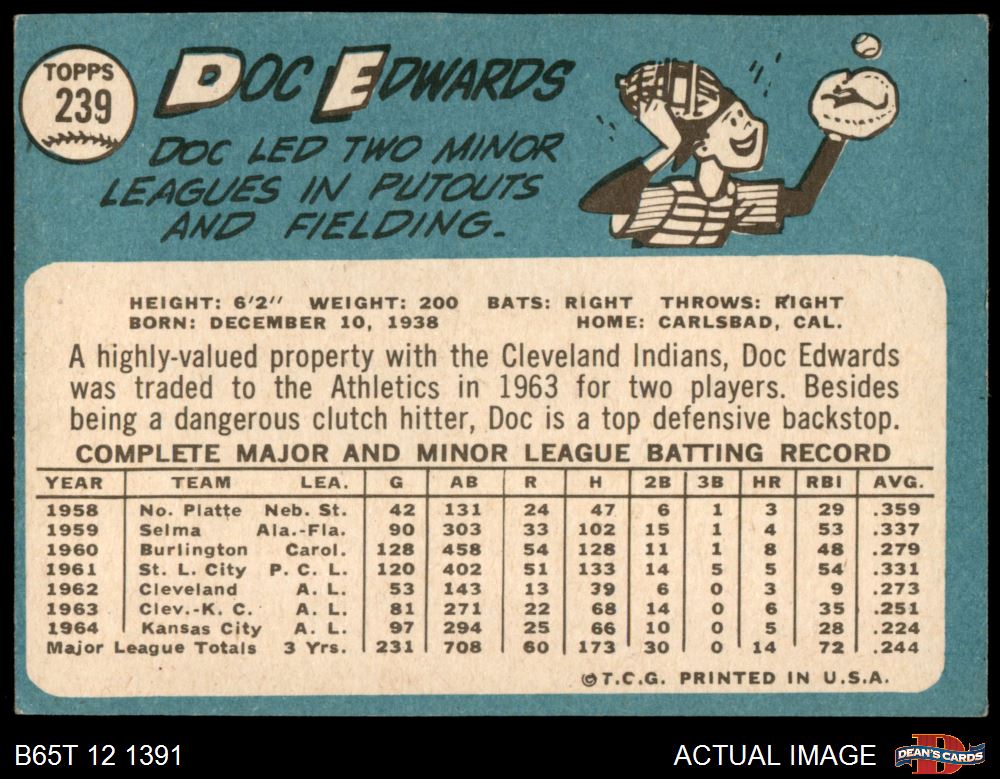 TOPPS
239
DOC EDWARDS
DOC LED TWO MINOR
LEAGUES IN PUTOUTS
AND FIELDING.
HEIGHT: 6'2" WEIGHT: 200 BATS: RIGHT THROWS: RIGHT
BORN: DECEMBER 10, 1938 HOME: CARLSBAD, CAL.
A highly-valued property with the Cleveland Indians, Doc Edwards
was traded to the Athletics in 1963 for two players. Besides
being a dangerous clutch hitter, Doc is a top defensive backstop.
COMPLETE MAJOR AND MINOR LEAGUE BATTING RECORD
YEAR TEAM LEA. G AB R H 2B 3B HR RBI AVG.
1958 No. Platte Neb. St. 42 131 24 47 6 1 3 29 .359
1959 Selma Ala.-Fla. 90 303 33 102 15 1 4 53 .337
1960 Burlington Carol. 128 458 54 128 11 1 8 48 .279
1961 St. L. City P. C. L. 120 402 51 133 14 5 5 54 .331
1962 Cleveland A. L. 53 143 13 39 6 0 3 9 .273
1963 Clev.-K. C. A. L. 81 271 22 68 14 0 6 35 .251
1964 Kansas City A. L. 97 294 25 66 10 0 5 28 .224
Major League Totals 3 Yrs. 231 708 60 173 30 0 14 72 .244
©T.C.G. PRINTED IN U.S.A.
B65T 12 1391
ACTUAL IMAGE
DEAN'S CARDS